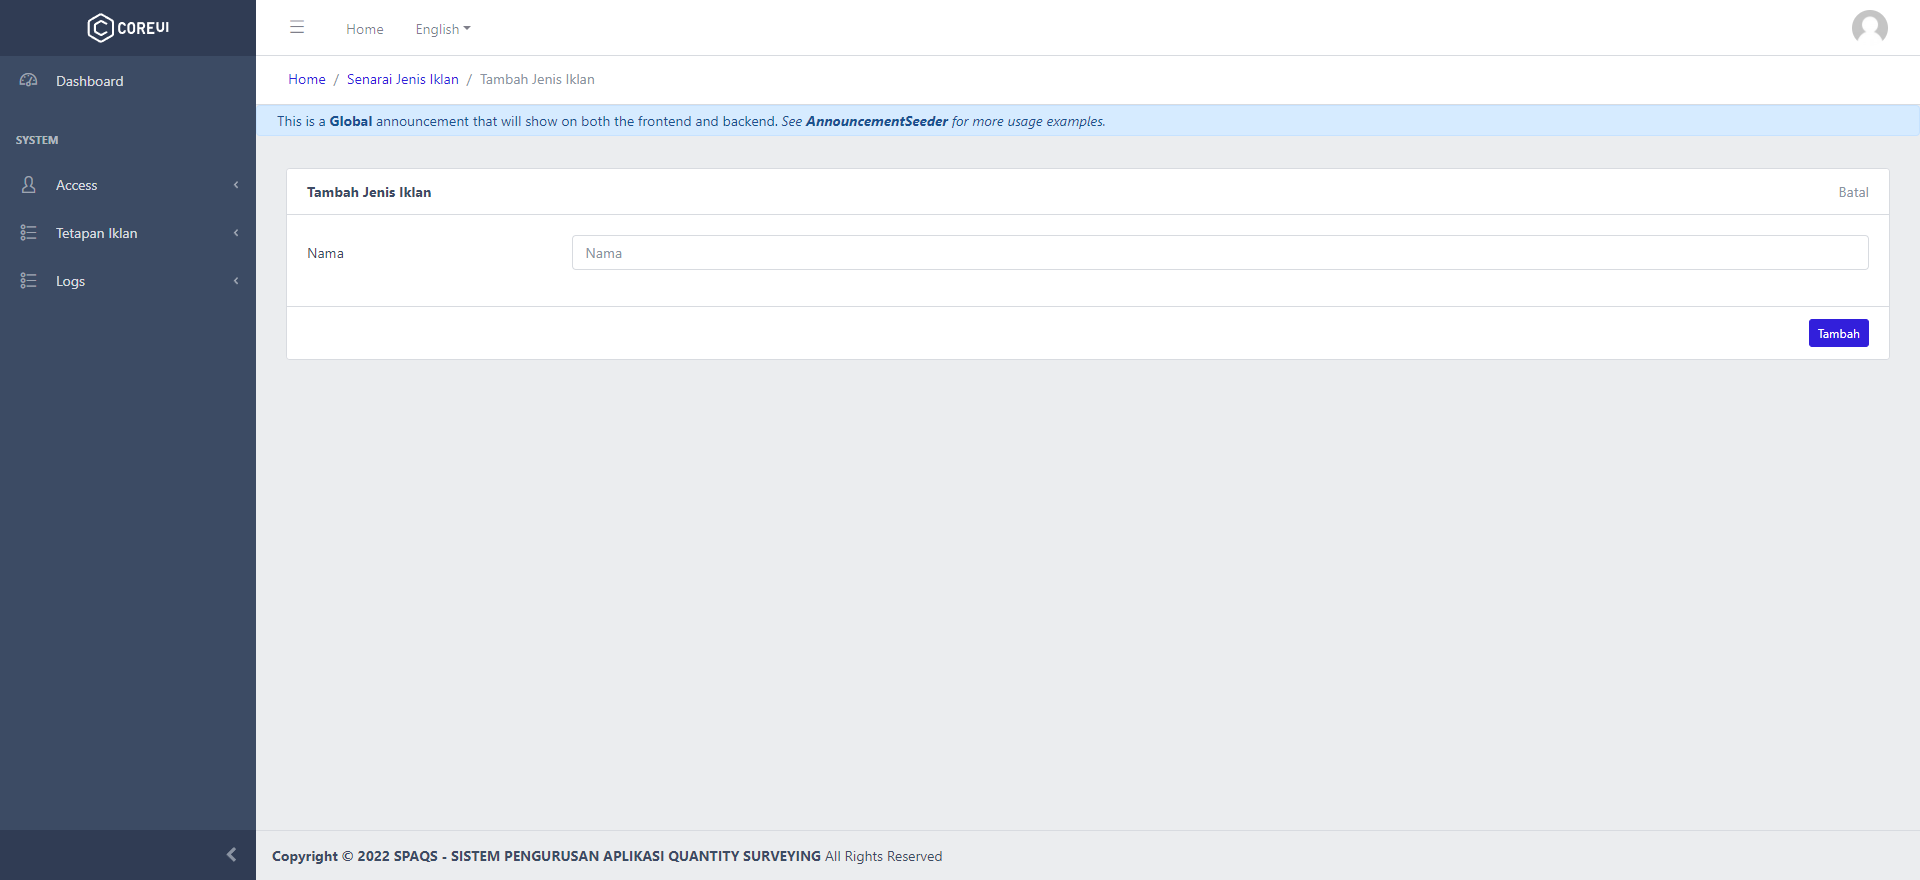 COREUI
Home
English
Dashboard
SYSTEM
Access
Tetapan Iklan
Logs
Home / Senarai Jenis Iklan / Tambah Jenis Iklan
This is a Global announcement that will show on both the frontend and backend. See AnnouncementSeeder for more usage examples.
Tambah Jenis Iklan
Batal
Nama
Nama
Tambah
Copyright © 2022 SPAQS - SISTEM PENGURUSAN APLIKASI QUANTITY SURVEYING All Rights Reserved